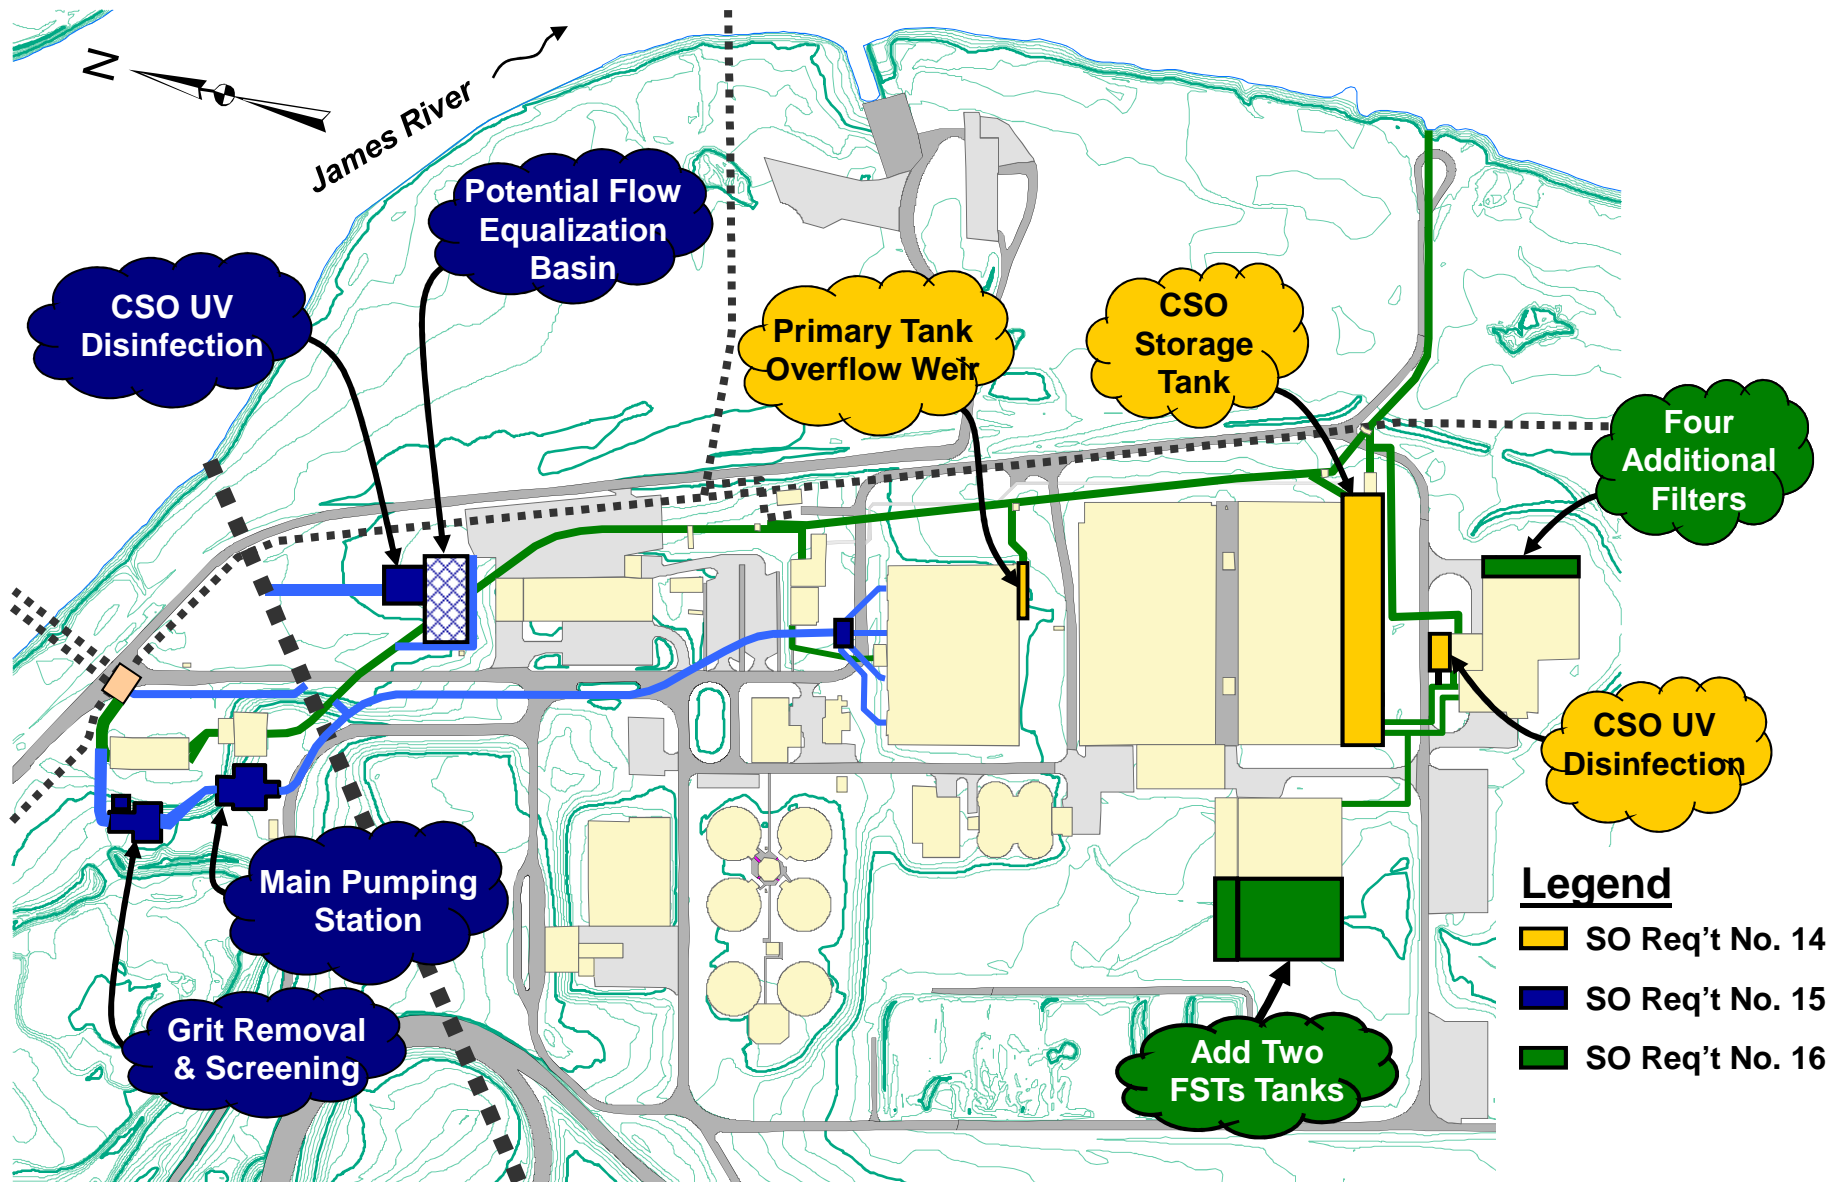 N
James River
Potential Flow
Equalization
Basin
CSO UV
Disinfection
Primary Tank
Overflow Weir
CSO
Storage
Tank
Four
Additional
Filters
CSO UV
Disinfection
Main Pumping
Station
Grit Removal
& Screening
Add Two
FSTs Tanks
Legend
SO Req't No. 14
SO Req't No. 15
SO Req't No. 16